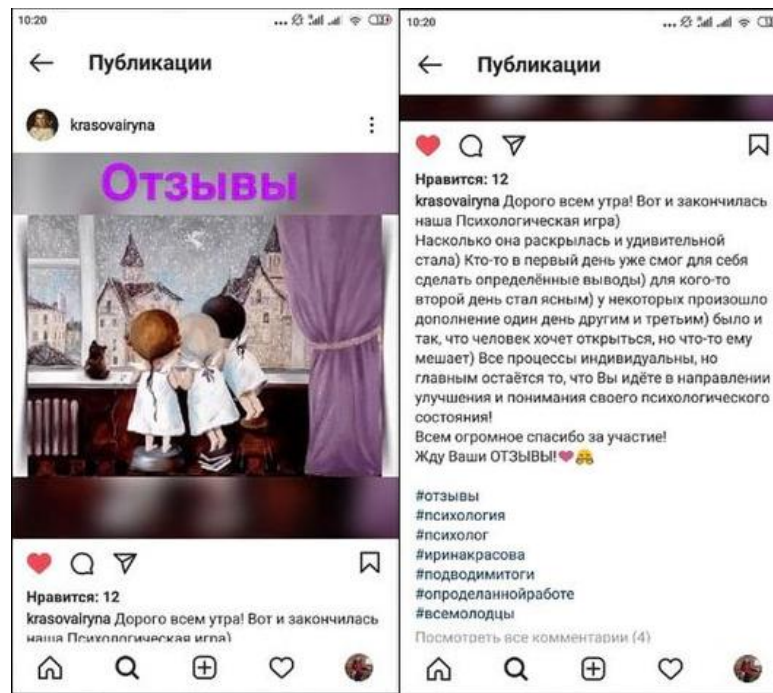 10:20
Публикации
krasovairyna
Отзывы
Нравится: 12
krasovairyna Дорого всем утра! Вот и закончилась
наша Психологическая игра)
10:20
Публикации
Нравится: 12
krasovairyna Дорого всем утра! Вот и закончилась
наша Психологическая игра)
Насколько она раскрылась и удивительной
стала) Кто-то в первый день уже смог для себя
сделать определённые выводы) для кого-то
второй день стал ясным) у некоторых произошло
дополнение один день другим и третьим) было и
так, что человек хочет открыться, но что-то ему
мешает) Все процессы индивидуальны, но
главным остаётся то, что Вы идёте в направлении
улучшения и понимания своего психологического
состояния!
Всем огромное спасибо за участие!
Жду Ваши ОТЗЫВЫ!💗🤗
#отзывы
#психология
#психолог
#иринакрасова
#подводимитоги
#опроделаннойработе
#всемолодцы
Посмотреть все комментарии (4)